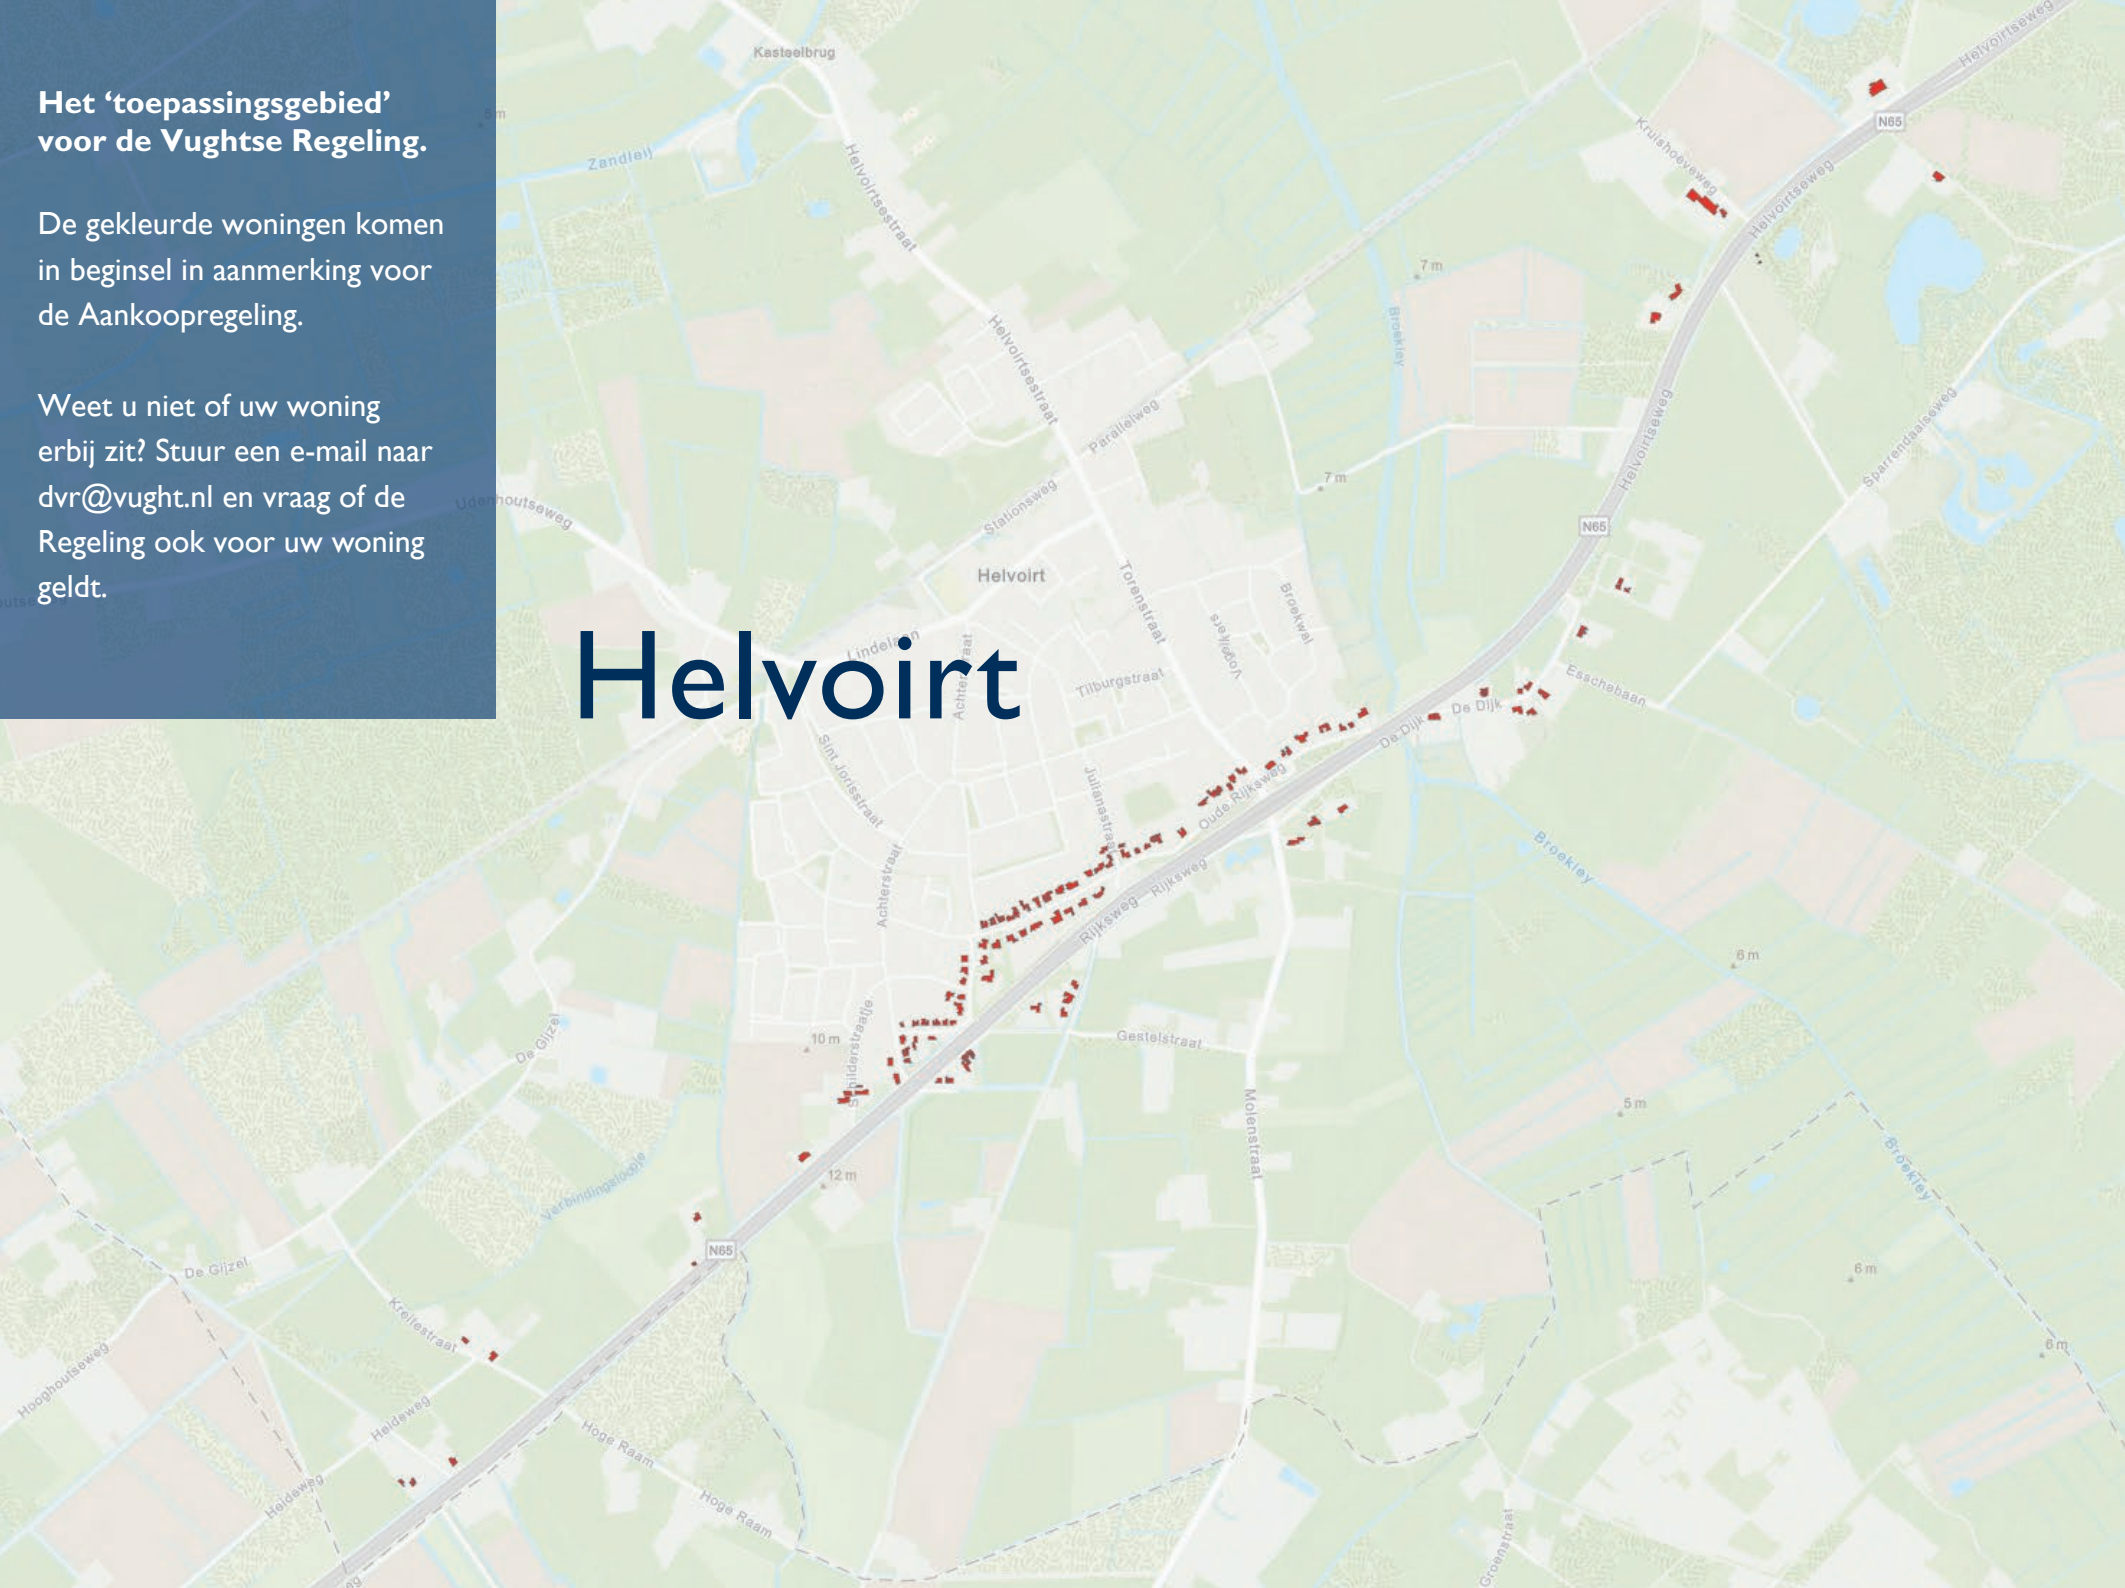 Het ‘toepassingsgebied’
voor de Vughtse Regeling.
De gekleurde woningen komen
in beginsel in aanmerking voor
de Aankoopregeling.
Weet u niet of uw woning
erbij zit? Stuur een e-mail naar
dvr@vught.nl en vraag of de
Regeling ook voor uw woning
geldt.
Helvoirt
Kasteelbrug
Zandleij
Helvoirtsestraat
Helvoirtsestraat
Parallelweg
Stationsweg
Udenhoutseweg
Helvoirt
Torenstraat
Broekwal
Vogelkers
Lindelaan
Achterstraat
Tilburgstraat
Sint Jorisstraat
Julianastraat
Achterstraat
Oude Rijksweg
Rijksweg
Rijksweg
De Dijk
De Dijk
Esschebaan
Broekley
Broekley
Broekley
Kruishoeveweg
Helvoirtseweg
Helvoirtseweg
Helvoirtseweg
N65
N65
N65
Sparrendaalseweg
7 m
7 m
5 m
10 m
12 m
6 m
5 m
6 m
6 m
De Gijzel
De Gijzel
Gestelstraat
Molenstraat
Verbindingsloopje
Kreitestraat
Hooghoutseweg
Heideweg
Heideweg
Hoge Raam
Hoge Raam
Groenstraat